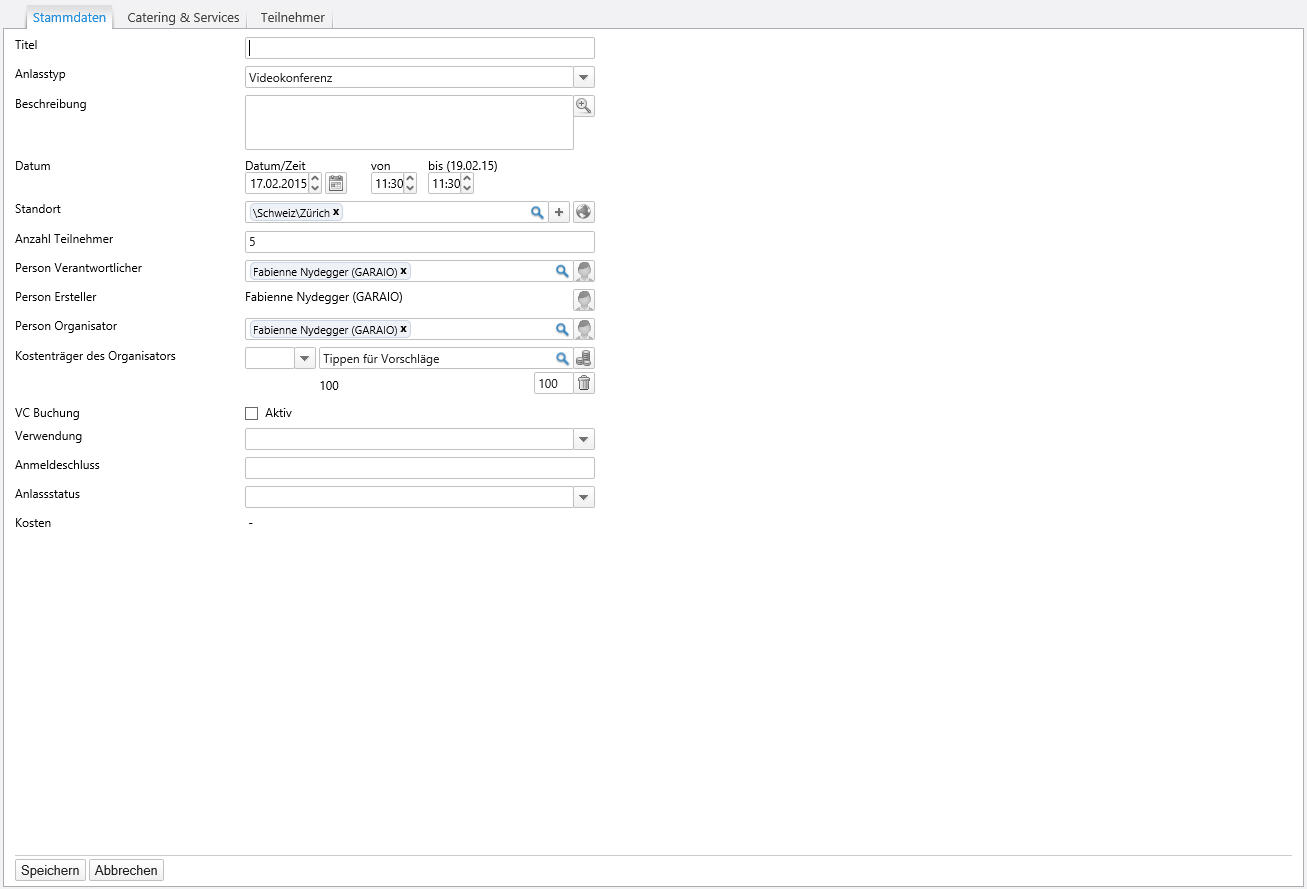 Stammdaten Catering & Services Teilnehmer
Titel
Anlasstyp Videokonferenz
Beschreibung
Datum/Zeit von bis (19.02.15)
Datum 17.02.2015 11:30 11:30
Standort \Schweiz\Zürich x
Anzahl Teilnehmer 5
Person Verantwortlicher Fabienne Nydegger (GARAIO) x
Person Ersteller Fabienne Nydegger (GARAIO)
Person Organisator Fabienne Nydegger (GARAIO) x
Kostenträger des Organisators Tippen für Vorschläge
100 100
VC Buchung Aktiv
Verwendung
Anmeldeschluss
Anlassstatus
Kosten -
Speichern Abbrechen